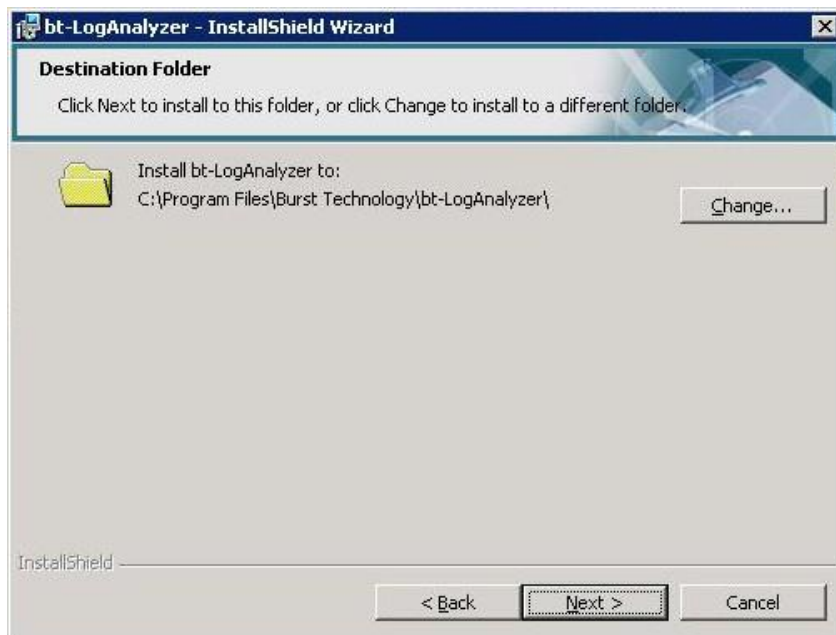 bt-LogAnalyzer - InstallShield Wizard
Destination Folder
Click Next to install to this folder, or click Change to install to a different folder.
Install bt-LogAnalyzer to:
C:\Program Files\Burst Technology\bt-LogAnalyzer\
Change...
InstallShield
< Back
Next >
Cancel